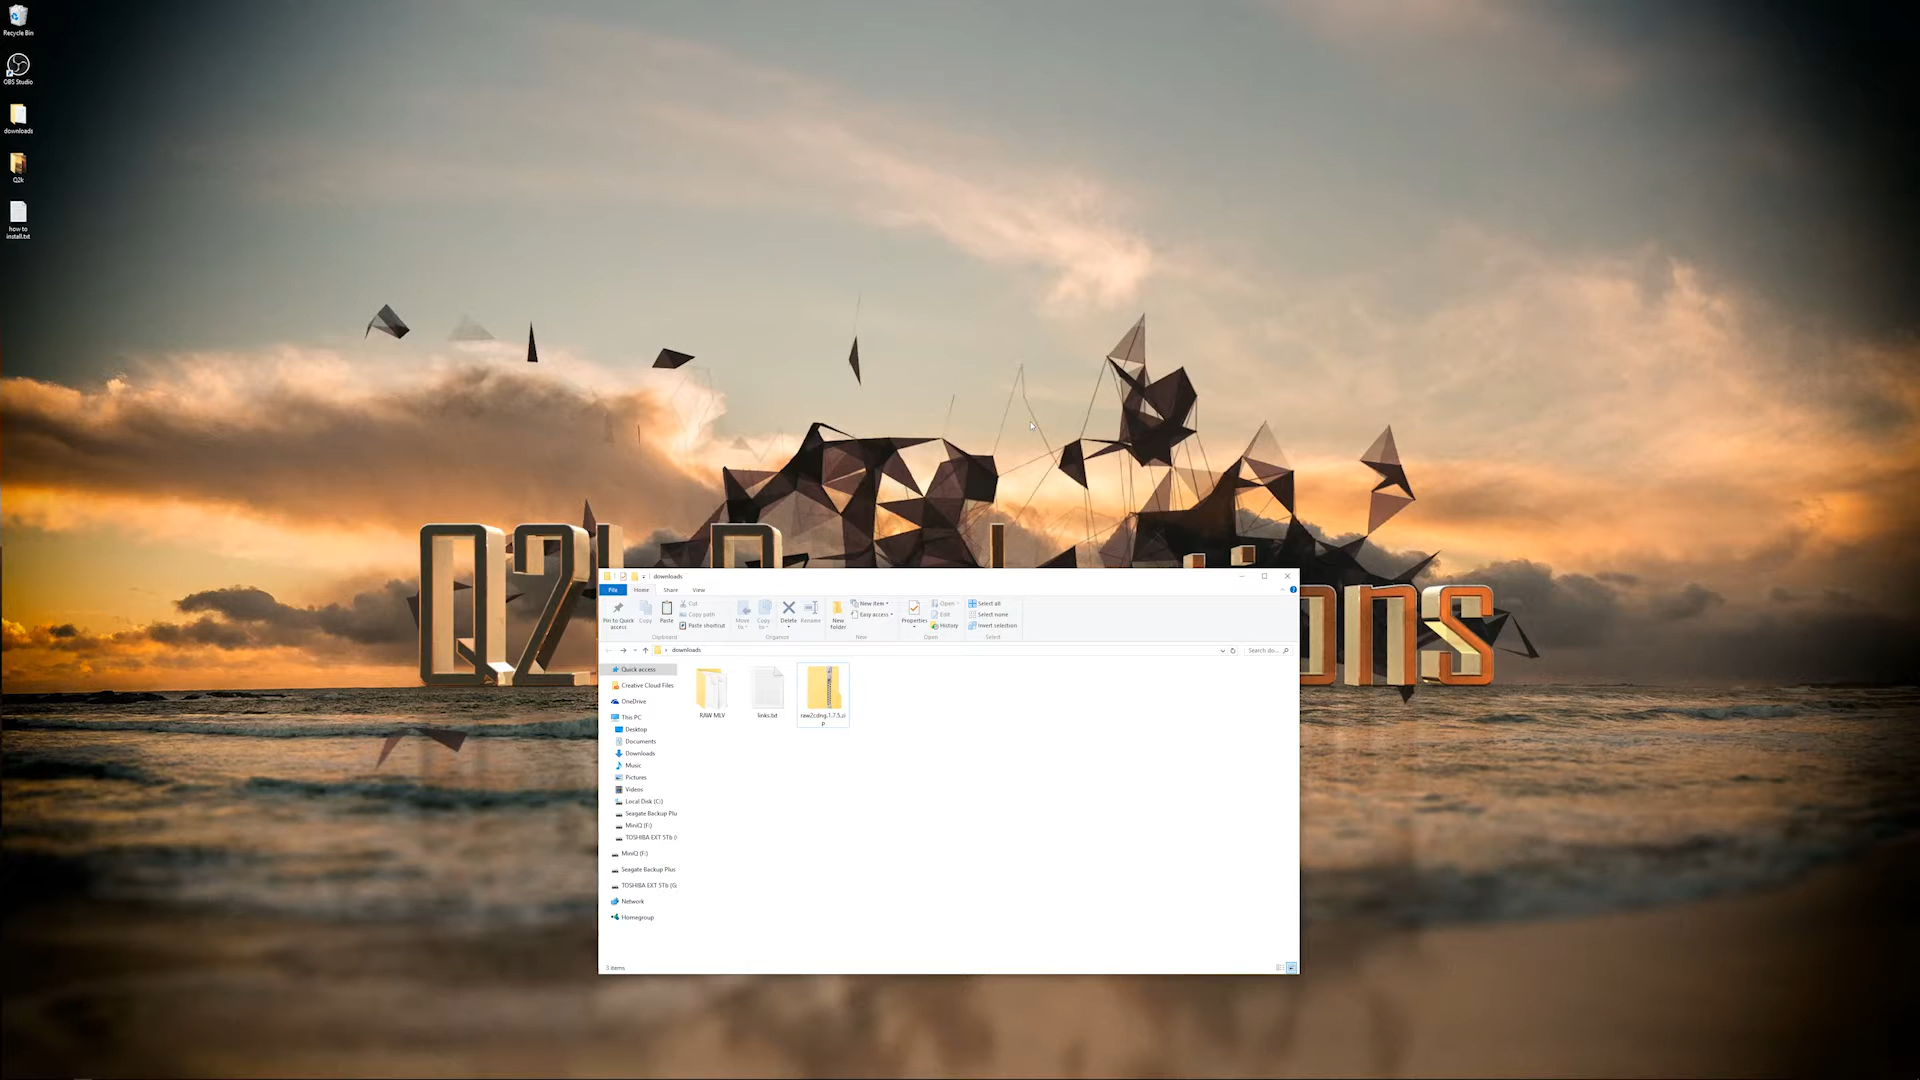 Recycle Bin
OBS Studio
downloads
Q2k
how to
install.txt
downloads
File
Home
Share
View
Pin to Quick
access
Copy
Paste
Cut
Copy path
Paste shortcut
Clipboard
Move
to
Copy
to
Delete
Rename
Organize
New
folder
New item
Easy access
New
Properties
Open
Edit
History
Open
Select all
Select none
Invert selection
Select
downloads
Search do...
Quick access
Creative Cloud Files
OneDrive
This PC
Desktop
Documents
Downloads
Music
Pictures
Videos
Local Disk (C:)
Seagate Backup Plu
MiniQ (F:)
TOSHIBA EXT 5Tb (
MiniQ (F:)
Seagate Backup Plus
TOSHIBA EXT 5Tb (G:
Network
Homegroup
RAW MLV
links.txt
raw2cdng.1.7.5.zi
p
3 items